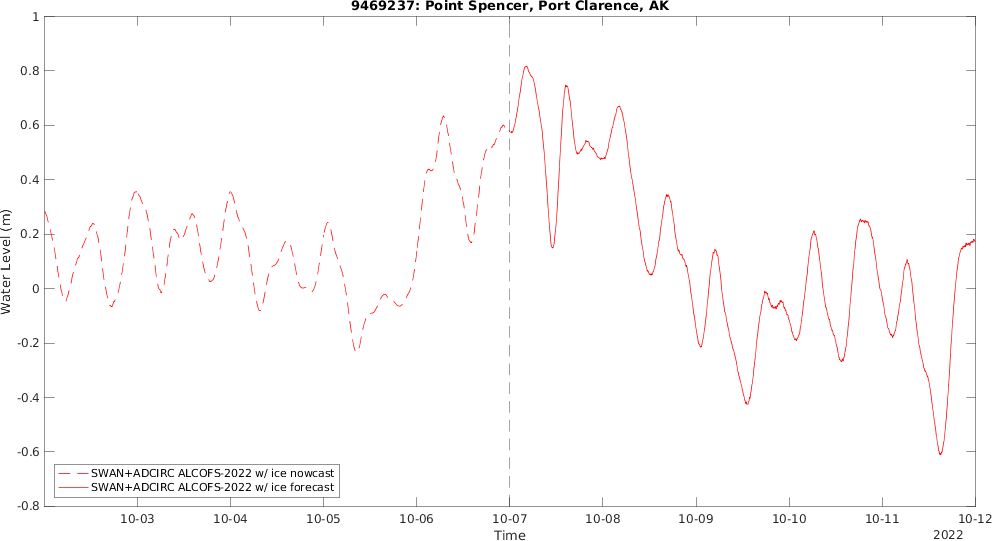 9469237: Point Spencer, Port Clarence, AK
1
0.8
0.6
0.4
0.2
0
-0.2
-0.4
-0.6
-0.8
Water Level (m)
SWAN+ADCIRC ALCOFS-2022 w/ ice nowcast
SWAN+ADCIRC ALCOFS-2022 w/ ice forecast
10-03 10-04 10-05 10-06 10-07 10-08 10-09 10-10 10-11 10-12
Time
2022